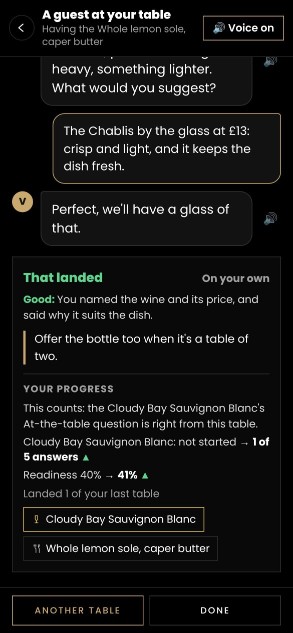 A guest at your table
Having the Whole lemon sole,
caper butter
🔊 Voice on
heavy, something lighter.
What would you suggest?
The Chablis by the glass at £13:
crisp and light, and it keeps the
dish fresh.
V
Perfect, we'll have a glass of
that.
That landed
On your own
Good: You named the wine and its price, and
said why it suits the dish.
Offer the bottle too when it's a table of
two.
YOUR PROGRESS
This counts: the Cloudy Bay Sauvignon Blanc's
At-the-table question is right from this table.
Cloudy Bay Sauvignon Blanc: not started → 1 of
5 answers ▲
Readiness 40% → 41% ▲
Landed 1 of your last table
Cloudy Bay Sauvignon Blanc
Whole lemon sole, caper butter
ANOTHER TABLE
DONE